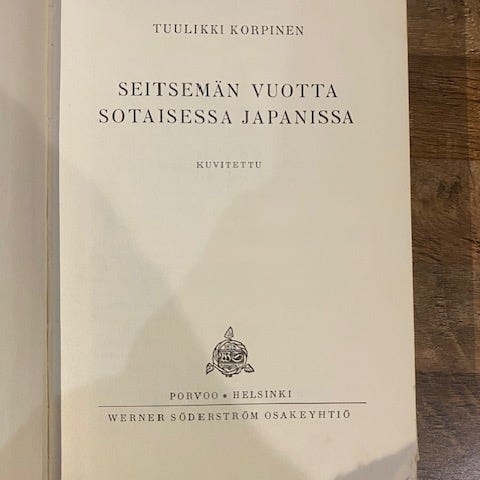 TUULIKKI KORPINEN
SEITSEMÄN VUOTTA
SOTAISESSA JAPANISSA
KUVITETTU
PORVOO • HELSINKI
WERNER SÖDERSTRÖM OSAKEYHTIÖ